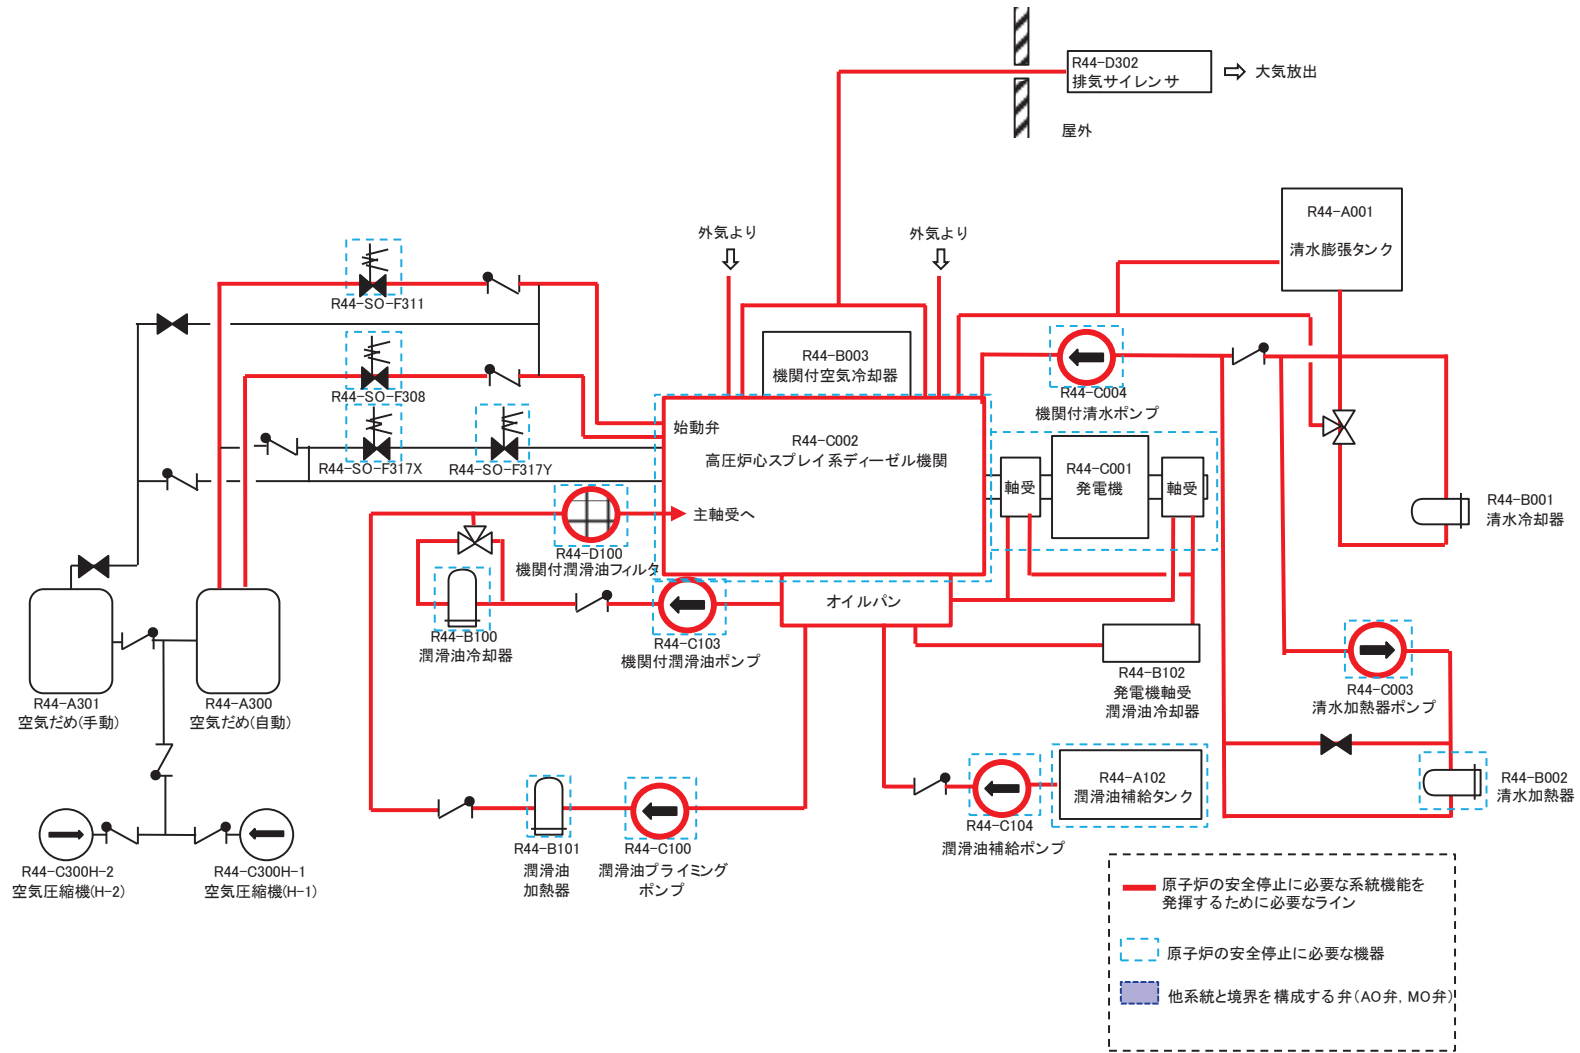 R44-D302
排気サイレンサ
大気放出
屋外
R44-A001
清水膨張タンク
外気より
外気より
R44-SO-F311
R44-B003
機関付空気冷却器
R44-SO-F308
R44-C004
機関付清水ポンプ
始動弁
R44-C002
高圧炉心スプレイ系ディーゼル機関
R44-SO-F317X
R44-SO-F317Y
軸受
R44-C001
発電機
軸受
R44-B001
清水冷却器
主軸受へ
R44-D100
機関付潤滑油フィルタ
オイルパン
R44-B100
潤滑油冷却器
R44-C103
機関付潤滑油ポンプ
R44-B102
発電機軸受
潤滑油冷却器
R44-C003
清水加熱器ポンプ
R44-A301
空気だめ(手動)
R44-A300
空気だめ(自動)
R44-A102
潤滑油補給タンク
R44-B002
清水加熱器
R44-C104
潤滑油補給ポンプ
R44-B101
潤滑油
加熱器
R44-C100
潤滑油プライミング
ポンプ
R44-C300H-2
空気圧縮機(H-2)
R44-C300H-1
空気圧縮機(H-1)
原子炉の安全停止に必要な系統機能を
発揮するために必要なライン
原子炉の安全停止に必要な機器
他系統と境界を構成する弁(AO弁, MO弁)